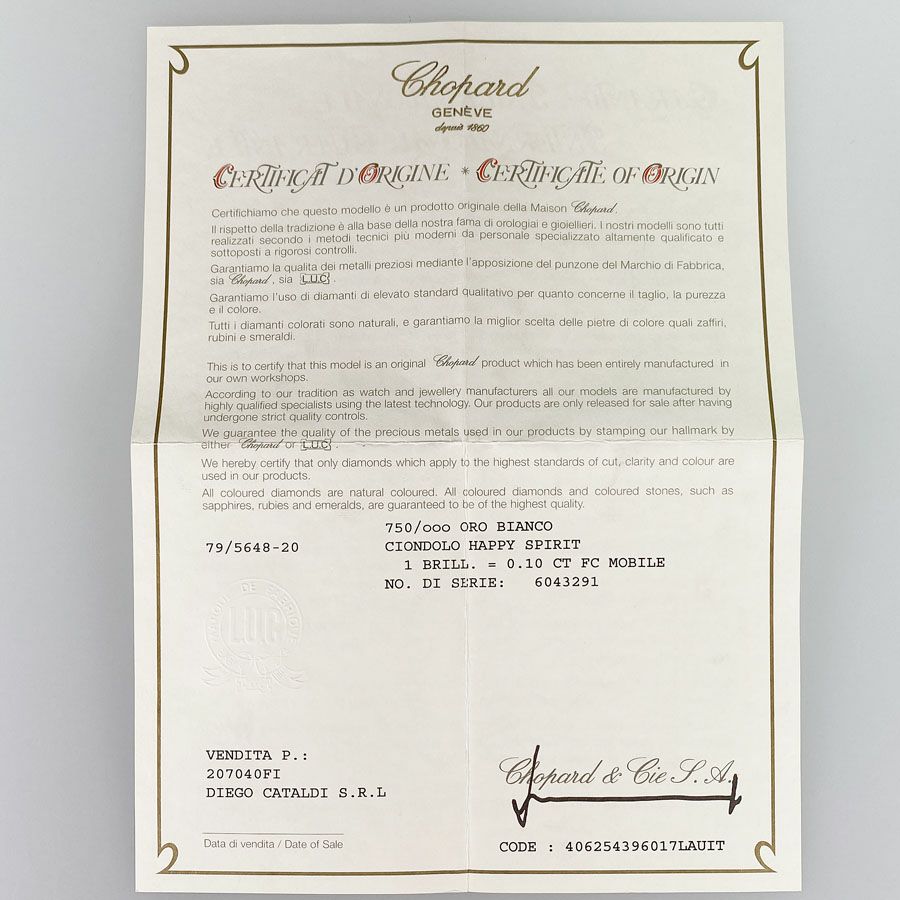 Chopard
GENÈVE
depuis 1860
CERTIFICAT D'ORIGINE * CERTIFICATE OF ORIGIN
Certifichiamo che questo modello è un prodotto originale della Maison Chopard.
Il rispetto della tradizione è alla base della nostra fama di orologiai e gioiellieri. I nostri modelli sono tutti
realizzati secondo i metodi tecnici più moderni da personale specializzato altamente qualificato e
sottoposti a rigorosi controlli.
Garantiamo la qualita dei metalli preziosi mediante l'apposizione del punzone del Marchio di Fabbrica,
sia Chopard, sia L.U.C.
Garantiamo l'uso di diamanti di elevato standard qualitativo per quanto concerne il taglio, la purezza
e il colore.
Tutti i diamanti colorati sono naturali, e garantiamo la miglior scelta delle pietre di colore quali zaffiri,
rubini e smeraldi.
This is to certify that this model is an original Chopard product which has been entirely manufactured in
our own workshops.
According to our tradition as watch and jewellery manufacturers all our models are manufactured by
highly qualified specialists using the latest technology. Our products are only released for sale after having
undergone strict quality controls.
We guarantee the quality of the precious metals used in our products by stamping our hallmark by
either Chopard or L.U.C.
We hereby certify that only diamonds which apply to the highest standards of cut, clarity and colour are
used in our products.
All coloured diamonds are natural coloured. All coloured diamonds and coloured stones, such as
sapphires, rubies and emeralds, are guaranteed to be of the highest quality.
750/ooo ORO BIANCO
79/5648-20 CIONDOLO HAPPY SPIRIT
1 BRILL. = 0.10 CT FC MOBILE
NO. DI SERIE: 6043291
MARQUE DE FABRIQUE
LUC
VENDITA P.:
207040FI
DIEGO CATALDI S.R.L
Chopard & Cie S.A.
Data di vendita / Date of Sale
CODE : 406254396017LAUIT